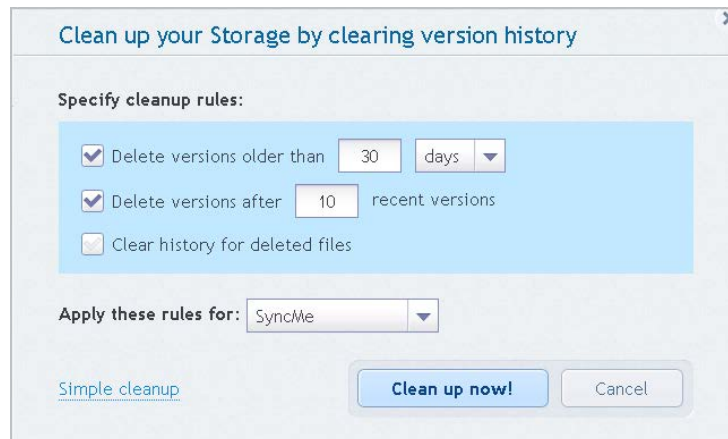 Clean up your Storage by clearing version history
Specify cleanup rules:
Delete versions older than 30 days
Delete versions after 10 recent versions
Clear history for deleted files
Apply these rules for: SyncMe
Simple cleanup Clean up now! Cancel